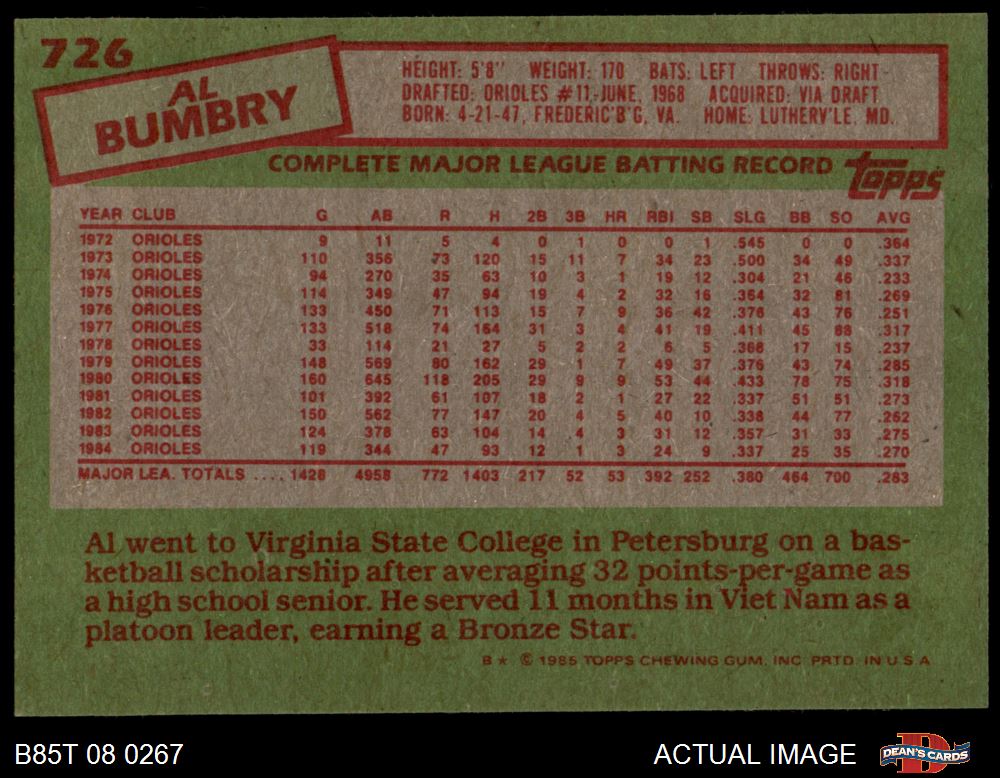 726
AL
BUMBRY
HEIGHT: 5'8" WEIGHT: 170 BATS: LEFT THROWS: RIGHT
DRAFTED: ORIOLES #11-JUNE, 1968 ACQUIRED: VIA DRAFT
BORN: 4-21-47, FREDERIC'B'G, VA. HOME: LUTHERV'LE, MD.
COMPLETE MAJOR LEAGUE BATTING RECORD topps
YEAR CLUB G AB R H 2B 3B HR RBI SB SLG BB SO AVG
1972 ORIOLES 9 11 5 4 0 1 0 0 1 .545 0 0 .364
1973 ORIOLES 110 356 73 120 15 11 7 34 23 .500 34 49 .337
1974 ORIOLES 94 270 35 63 10 3 1 19 12 .304 21 46 .233
1975 ORIOLES 114 349 47 94 19 4 2 32 16 .364 32 81 .269
1976 ORIOLES 133 450 71 113 15 7 9 36 42 .376 43 76 .251
1977 ORIOLES 133 518 74 164 31 3 4 41 19 .411 45 88 .317
1978 ORIOLES 33 114 21 27 5 2 2 6 5 .368 17 15 .237
1979 ORIOLES 148 569 80 162 29 1 7 49 37 .376 43 74 .285
1980 ORIOLES 160 645 118 205 29 9 9 53 44 .433 78 75 .318
1981 ORIOLES 101 392 61 107 18 2 1 27 22 .337 51 51 .273
1982 ORIOLES 150 562 77 147 20 4 5 40 10 .338 44 77 .262
1983 ORIOLES 124 378 63 104 14 4 3 31 12 .357 31 33 .275
1984 ORIOLES 119 344 47 93 12 1 3 24 9 .337 25 35 .270
MAJOR LEA. TOTALS .... 1428 4958 772 1403 217 52 53 392 252 .380 464 700 .283
Al went to Virginia State College in Petersburg on a bas-
ketball scholarship after averaging 32 points-per-game as
a high school senior. He served 11 months in Viet Nam as a
platoon leader, earning a Bronze Star.
B★ © 1985 TOPPS CHEWING GUM, INC. PRTD. IN U.S.A.
B85T 08 0267 ACTUAL IMAGE DEAN'S CARDS